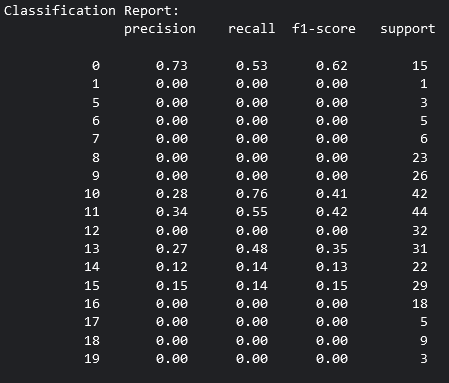 Classification Report:
precision recall f1-score support
0 0.73 0.53 0.62 15
1 0.00 0.00 0.00 1
5 0.00 0.00 0.00 3
6 0.00 0.00 0.00 5
7 0.00 0.00 0.00 6
8 0.00 0.00 0.00 23
9 0.00 0.00 0.00 26
10 0.28 0.76 0.41 42
11 0.34 0.55 0.42 44
12 0.00 0.00 0.00 32
13 0.27 0.48 0.35 31
14 0.12 0.14 0.13 22
15 0.15 0.14 0.15 29
16 0.00 0.00 0.00 18
17 0.00 0.00 0.00 5
18 0.00 0.00 0.00 9
19 0.00 0.00 0.00 3